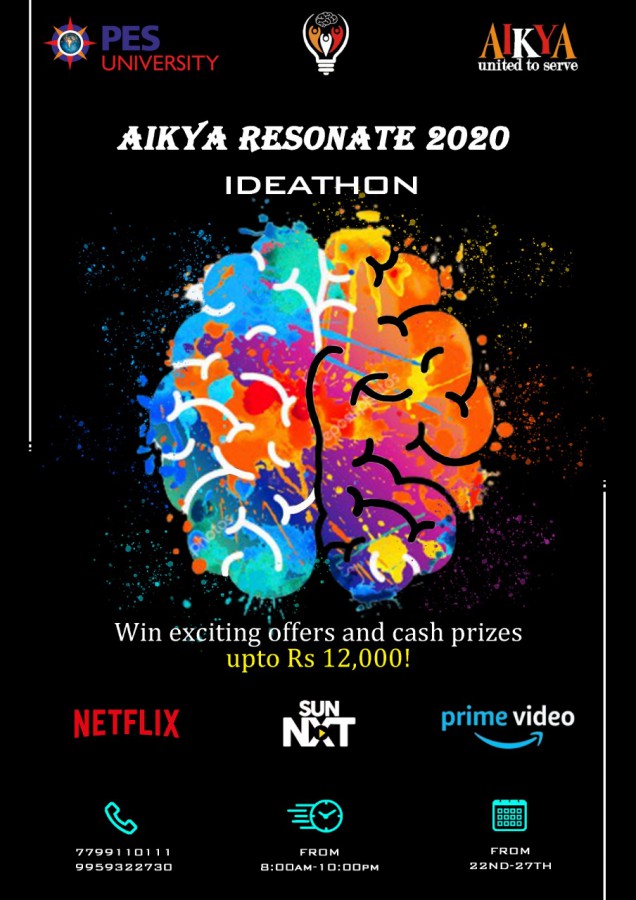 PES
UNIVERSITY
AIKYA
united to serve
AIKYA RESONATE 2020
IDEATHON
Win exciting offers and cash prizes
upto Rs 12,000!
NETFLIX
SUN
NXT
prime video
7799110111
9959322730
FROM
8:00AM-10:00PM
FROM
22ND-27TH